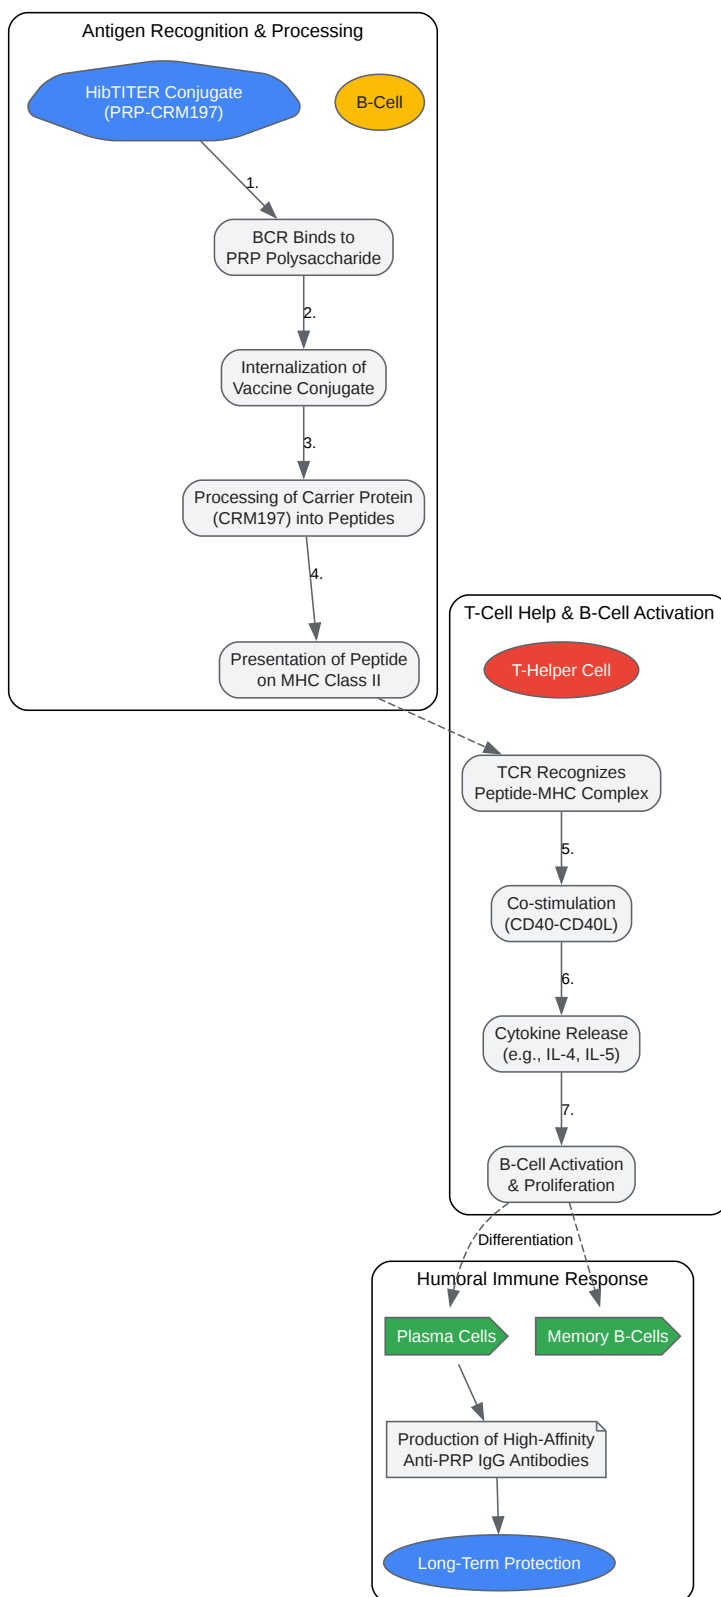 Antigen Recognition & Processing
HibTITER Conjugate
(PRP-CRM197)
B-Cell
1.
BCR Binds to
PRP Polysaccharide
2.
Internalization of
Vaccine Conjugate
3.
Processing of Carrier Protein
(CRM197) into Peptides
4.
Presentation of Peptide
on MHC Class II
T-Cell Help & B-Cell Activation
T-Helper Cell
TCR Recognizes
Peptide-MHC Complex
5.
Co-stimulation
(CD40-CD40L)
6.
Cytokine Release
(e.g., IL-4, IL-5)
7.
B-Cell Activation
& Proliferation
Differentiation
Humoral Immune Response
Plasma Cells
Memory B-Cells
Production of High-Affinity
Anti-PRP IgG Antibodies
Long-Term Protection